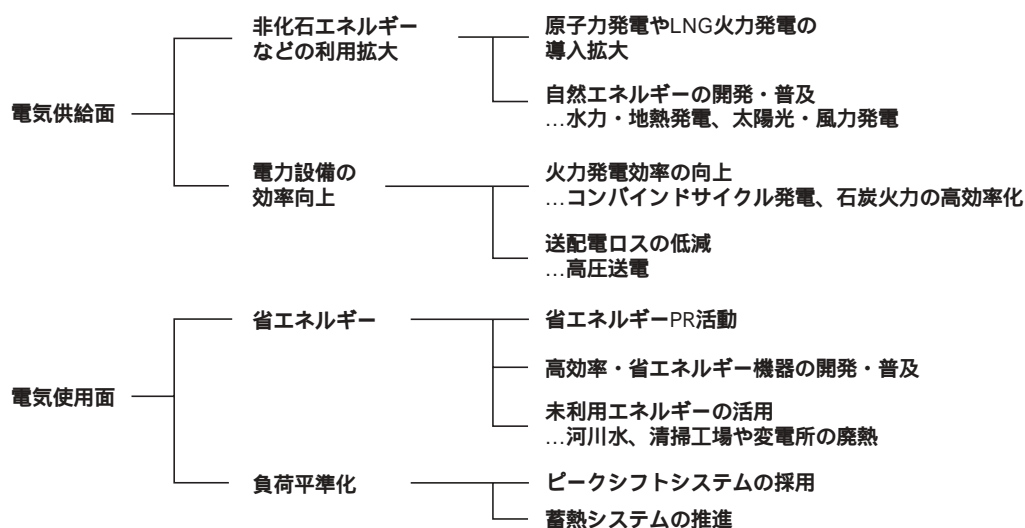 電気供給面
非化石エネルギー
などの利用拡大
原子力発電やLNG火力発電の
導入拡大
自然エネルギーの開発・普及
…水力・地熱発電、太陽光・風力発電
電力設備の
効率向上
火力発電効率の向上
…コンバインドサイクル発電、石炭火力の高効率化
送配電ロスの低減
…高圧送電
電気使用面
省エネルギー
省エネルギーPR活動
高効率・省エネルギー機器の開発・普及
未利用エネルギーの活用
…河川水、清掃工場や変電所の廃熱
負荷平準化
ピークシフトシステムの採用
蓄熱システムの推進